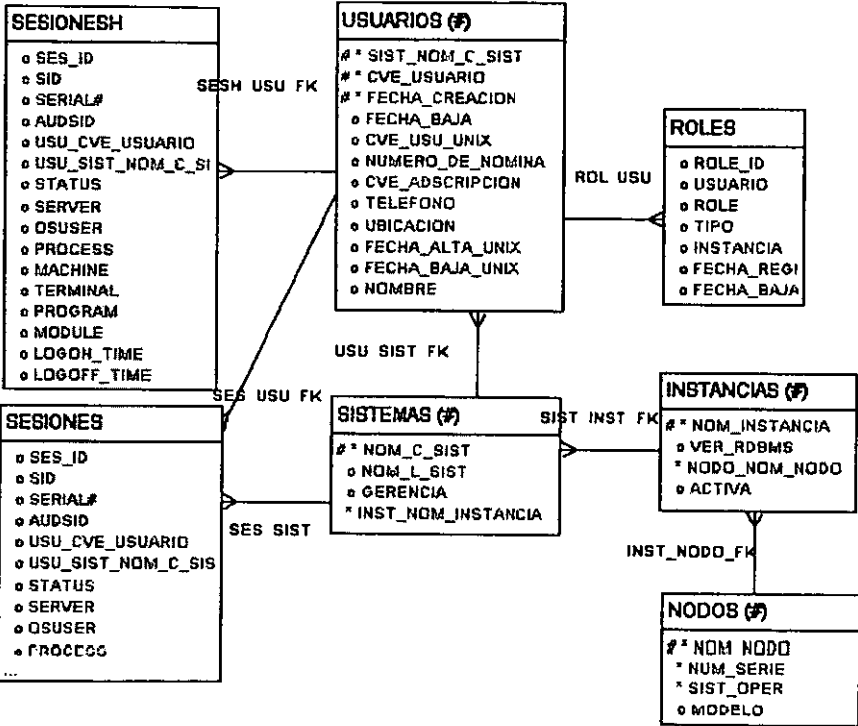 SESIONESH
o SES_ID
o SID
o SERIAL#
o AUDSID
o USU_CVE_USUARIO
o USU_SIST_NOM_C_SI
o STATUS
o SERVER
o OSUSER
o PROCESS
o MACHINE
o TERMINAL
o PROGRAM
o MODULE
o LOGON_TIME
o LOGOFF_TIME
SESH USU FK
USUARIOS (#)
# * SIST_NOM_C_SIST
# * CVE_USUARIO
# * FECHA_CREACION
o FECHA_BAJA
o CVE_USU_UNIX
o NUMERO_DE_NOMINA
o CVE_ADSCRIPCION
o TELEFONO
o UBICACION
o FECHA_ALTA_UNIX
o FECHA_BAJA_UNIX
o NOMBRE
ROL USU
ROLES
o ROLE_ID
o USUARIO
o ROLE
o TIPO
o INSTANCIA
o FECHA_REGI
o FECHA_BAJA
USU SIST FK
SES USU FK
SESIONES
o SES_ID
o SID
o SERIAL#
o AUDSID
o USU_CVE_USUARIO
o USU_SIST_NOM_C_SIS
o STATUS
o SERVER
o OSUSER
o PROCESS
...
SES SIST
SISTEMAS (#)
# * NOM_C_SIST
o NOM_L_SIST
o GERENCIA
* INST_NOM_INSTANCIA
SIST INST FK
INSTANCIAS (#)
# * NOM_INSTANCIA
o VER_RDBMS
* NODO_NOM_NODO
o ACTIVA
INST_NODO_FK
NODOS (#)
# * NOM NODO
* NUM_SERIE
* SIST_OPER
o MODELO